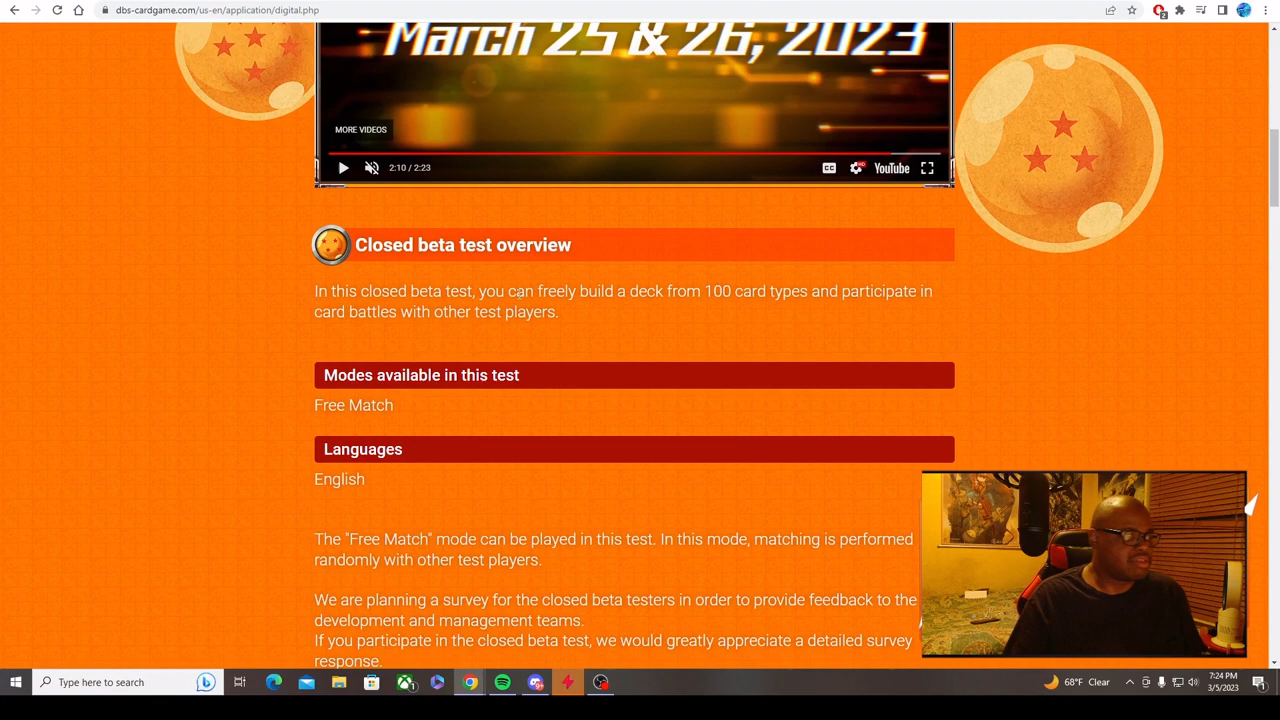 dbs-cardgame.com/us-en/application/digital.php
March 25 & 26, 2023
MORE VIDEOS
2:10 / 2:23
CC
HD
YouTube
Closed beta test overview
In this closed beta test, you can freely build a deck from 100 card types and participate in
card battles with other test players.
Modes available in this test
Free Match
Languages
English
The "Free Match" mode can be played in this test. In this mode, matching is performed
randomly with other test players.
We are planning a survey for the closed beta testers in order to provide feedback to the
development and management teams.
If you participate in the closed beta test, we would greatly appreciate a detailed survey
response.
Type here to search
68°F Clear
7:24 PM
3/5/2023